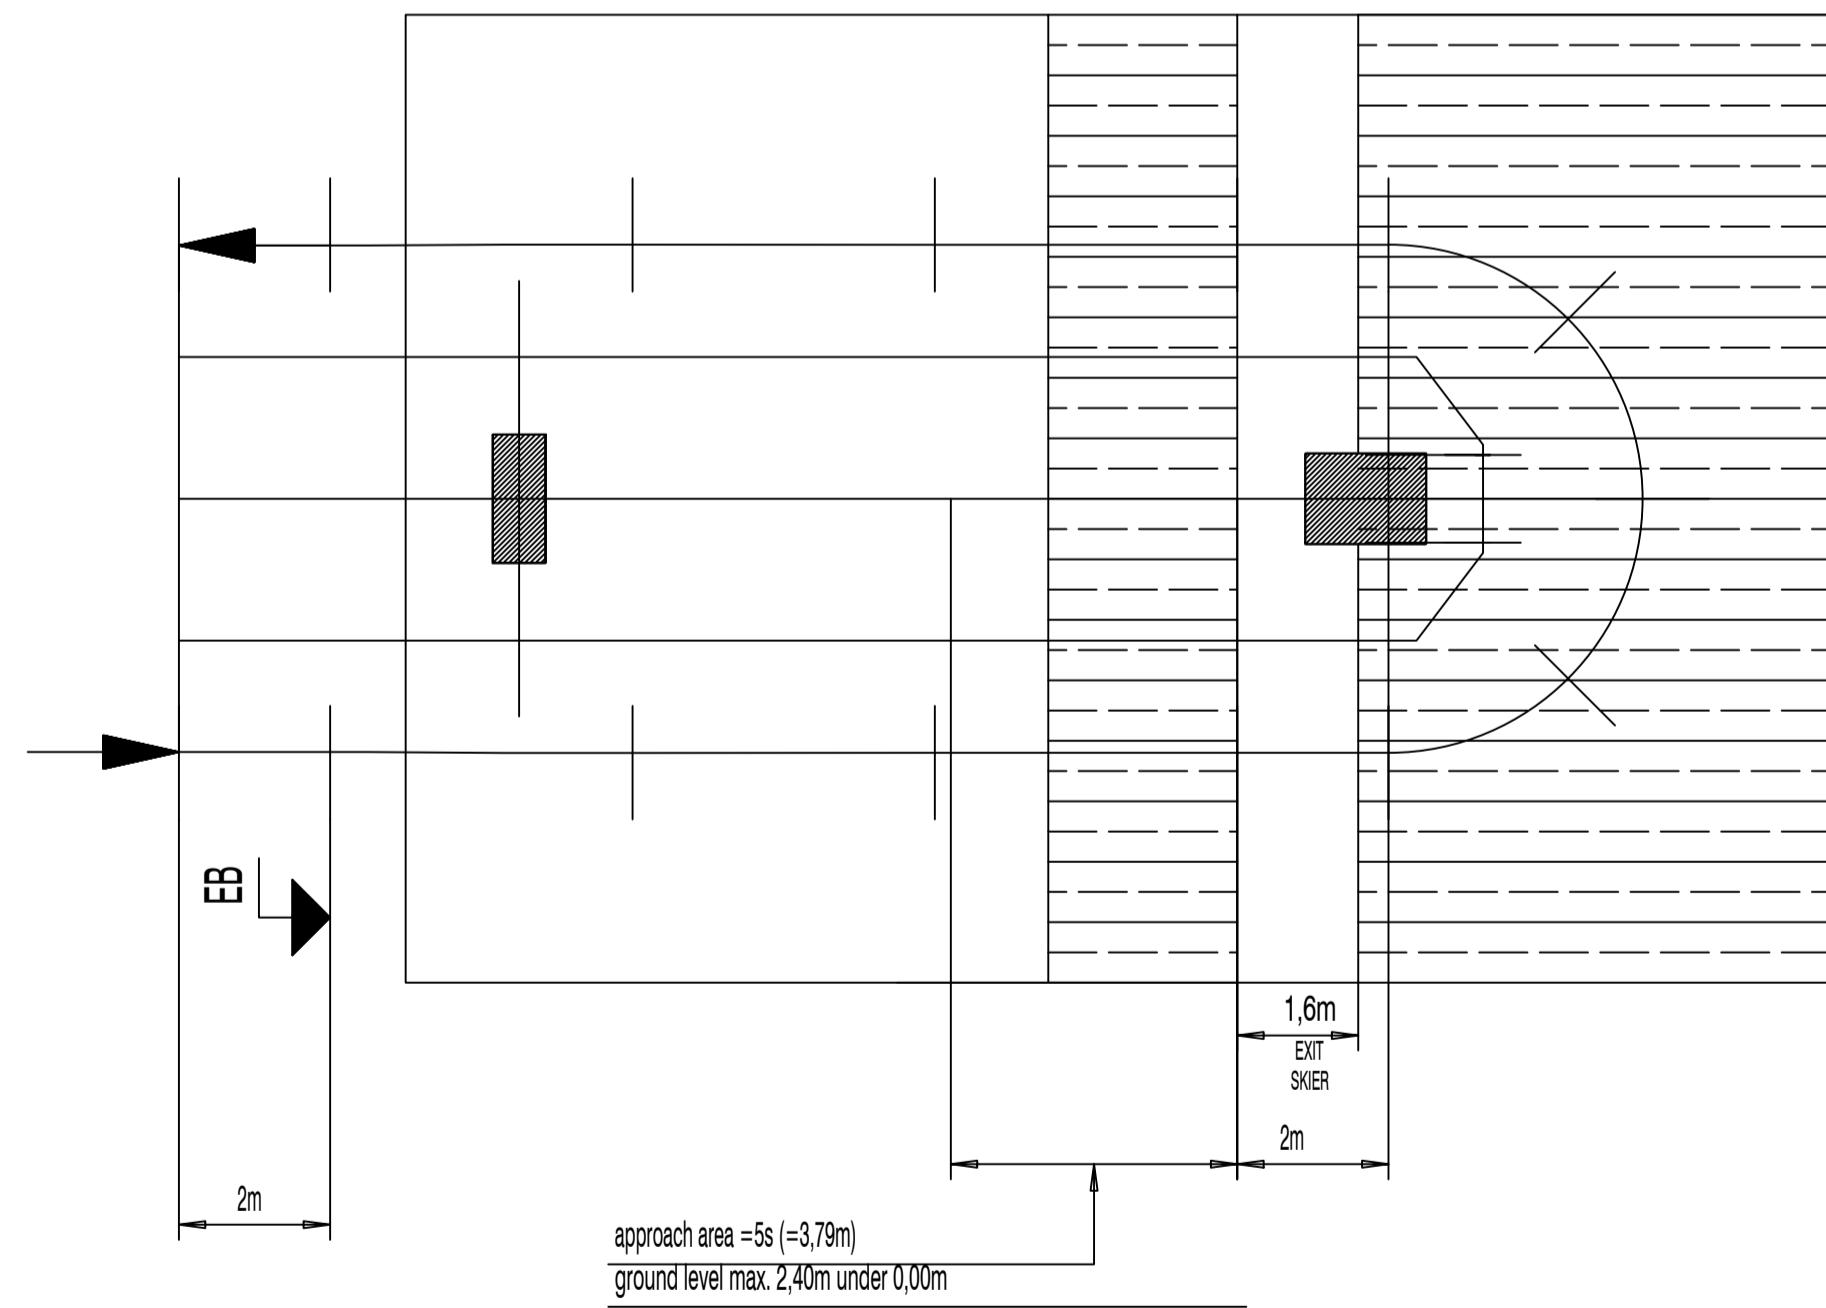 EB
1,6m
EXIT
SKIER
2m
2m
approach area =5s (=3,79m)
ground level max. 2,40m under 0,00m